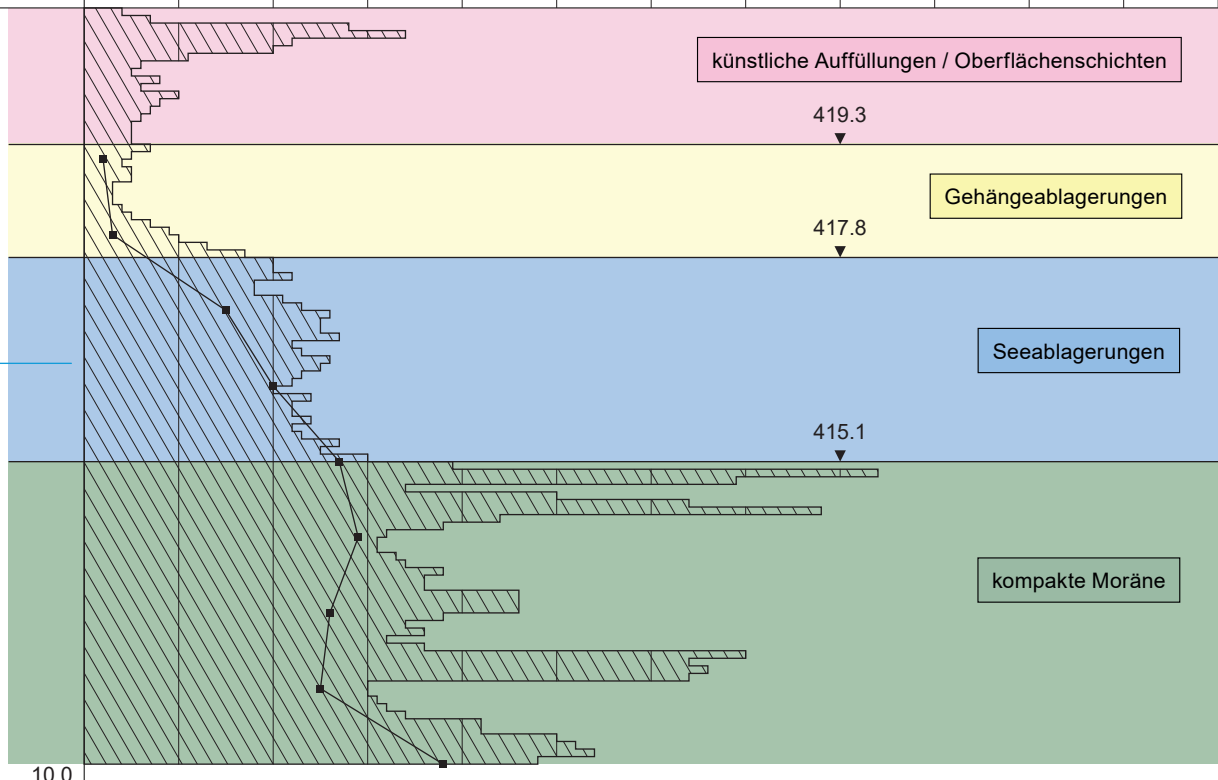 künstliche Auffüllungen / Oberflächenschichten
419.3
Gehängeablagerungen
417.8
Seeablagerungen
415.1
kompakte Moräne
10.0